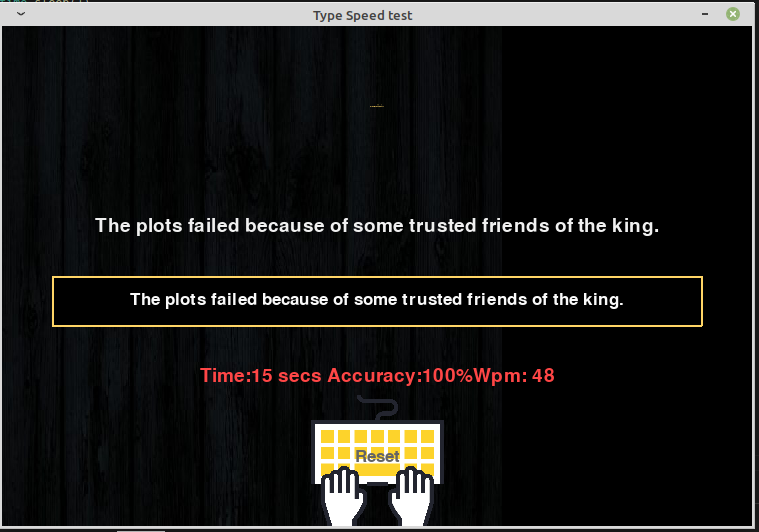 Type Speed test
The plots failed because of some trusted friends of the king.
The plots failed because of some trusted friends of the king.
Time:15 secs Accuracy:100%Wpm: 48
Reset